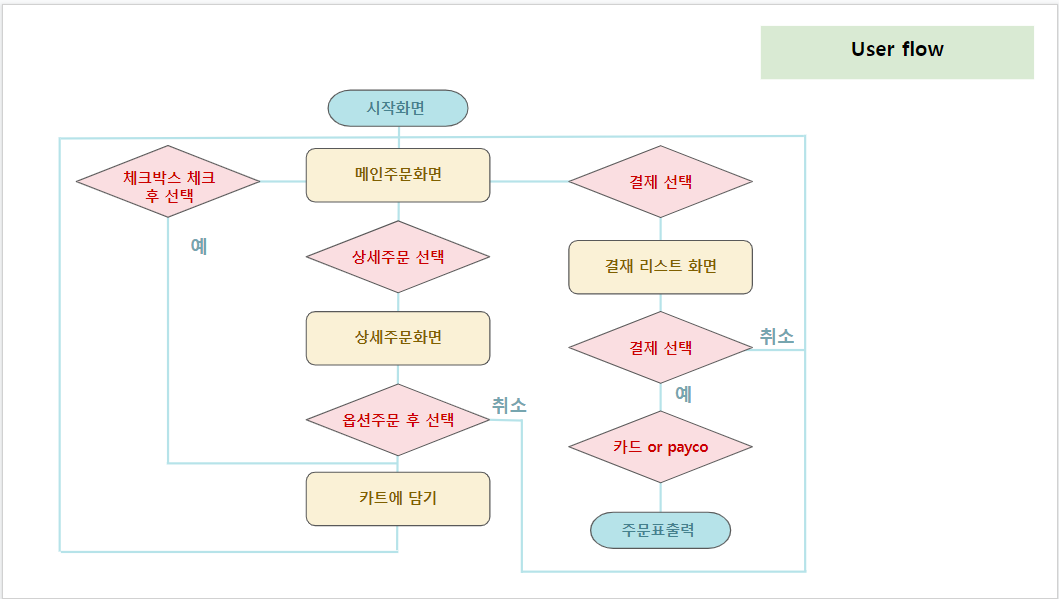 User flow
시작화면
체크박스 체크
후 선택
메인주문화면
결제 선택
예
상세주문 선택
결재 리스트 화면
상세주문화면
결제 선택
취소
예
옵션주문 후 선택
취소
카드 or payco
카트에 담기
주문표출력